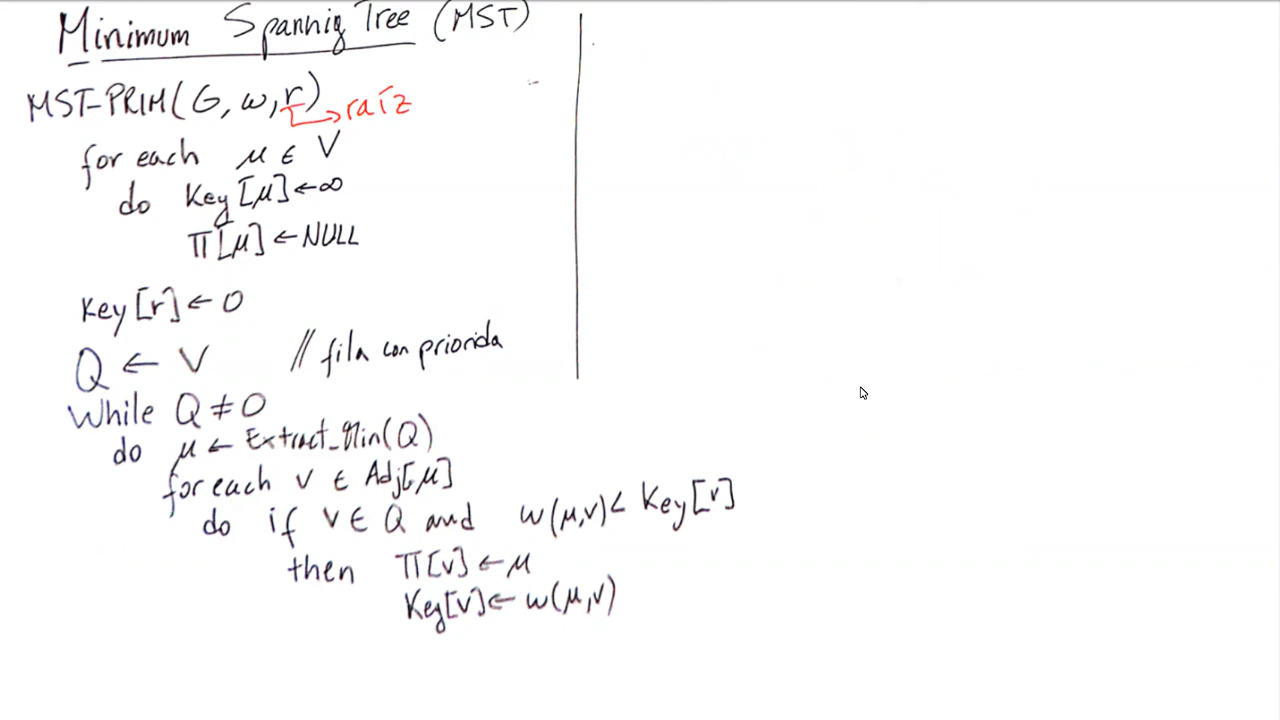 Minimum Spannig Tree (MST)
MST-PRIM(G, w, r) raíz
for each μ ∈ V
do Key[μ] ← ∞
π[μ] ← NULL
Key[r] ← 0
Q ← V // fila con priorida
While Q ≠ 0
do μ ← Extract_Min(Q)
for each v ∈ Adj[μ]
do if v ∈ Q and w(μ,v) < Key[v]
then π[v] ← μ
Key[v] ← w(μ,v)